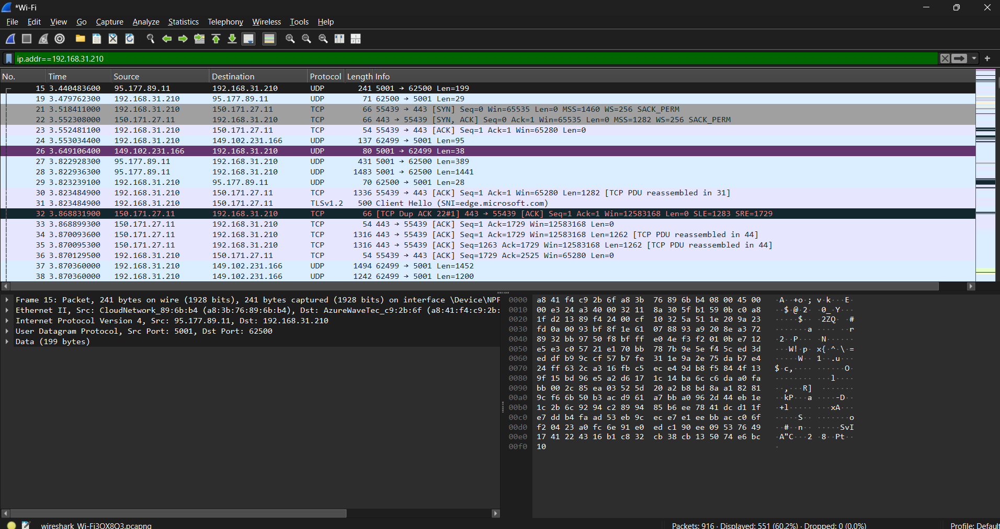 *Wi-Fi
File Edit View Go Capture Analyze Statistics Telephony Wireless Tools Help
ip.addr==192.168.31.210
No. Time Source Destination Protocol Length Info
15 3.440483600 95.177.89.11 192.168.31.210 UDP 241 5001 → 62500 Len=199
19 3.479762300 192.168.31.210 95.177.89.11 UDP 71 62500 → 5001 Len=29
21 3.518411000 192.168.31.210 150.171.27.11 TCP 66 55439 → 443 [SYN] Seq=0 Win=65535 Len=0 MSS=1460 WS=256 SACK_PERM
22 3.552308000 150.171.27.11 192.168.31.210 TCP 66 443 → 55439 [SYN, ACK] Seq=0 Ack=1 Win=65535 Len=0 MSS=1282 WS=256 SACK_PERM
23 3.552481100 192.168.31.210 150.171.27.11 TCP 54 55439 → 443 [ACK] Seq=1 Ack=1 Win=65280 Len=0
24 3.553034400 192.168.31.210 149.102.231.166 UDP 137 62499 → 5001 Len=95
26 3.649106400 149.102.231.166 192.168.31.210 UDP 80 5001 → 62499 Len=38
27 3.822928300 95.177.89.11 192.168.31.210 UDP 431 5001 → 62500 Len=389
28 3.822936300 95.177.89.11 192.168.31.210 UDP 1483 5001 → 62500 Len=1441
29 3.823239100 192.168.31.210 95.177.89.11 UDP 70 62500 → 5001 Len=28
30 3.823484900 192.168.31.210 150.171.27.11 TCP 1336 55439 → 443 [ACK] Seq=1 Ack=1 Win=65280 Len=1282 [TCP PDU reassembled in 31]
31 3.823484900 192.168.31.210 150.171.27.11 TLSv1.2 500 Client Hello (SNI=edge.microsoft.com)
32 3.868831900 150.171.27.11 192.168.31.210 TCP 66 [TCP Dup ACK 22#1] 443 → 55439 [ACK] Seq=1 Ack=1 Win=12583168 Len=0 SLE=1283 SRE=1729
33 3.868899300 150.171.27.11 192.168.31.210 TCP 54 443 → 55439 [ACK] Seq=1 Ack=1729 Win=12583168 Len=0
34 3.870093600 150.171.27.11 192.168.31.210 TCP 1316 443 → 55439 [ACK] Seq=1 Ack=1729 Win=12583168 Len=1262 [TCP PDU reassembled in 44]
35 3.870095300 150.171.27.11 192.168.31.210 TCP 1316 443 → 55439 [ACK] Seq=1263 Ack=1729 Win=12583168 Len=1262 [TCP PDU reassembled in 44]
36 3.870129500 192.168.31.210 150.171.27.11 TCP 54 55439 → 443 [ACK] Seq=1729 Ack=2525 Win=65280 Len=0
37 3.870360000 192.168.31.210 149.102.231.166 UDP 1494 62499 → 5001 Len=1452
38 3.870360000 192.168.31.210 149.102.231.166 UDP 1242 62499 → 5001 Len=1200
Frame 15: Packet, 241 bytes on wire (1928 bits), 241 bytes captured (1928 bits) on interface \Device\NPF
Ethernet II, Src: CloudNetwork_89:6b:b4 (a8:3b:76:89:6b:b4), Dst: AzureWaveTec_c9:2b:6f (a8:41:f4:c9:2b:
Internet Protocol Version 4, Src: 95.177.89.11, Dst: 192.168.31.210
User Datagram Protocol, Src Port: 5001, Dst Port: 62500
Data (199 bytes)
0000 a8 41 f4 c9 2b 6f a8 3b 76 89 6b b4 08 00 45 00 ·A··+o·; v·k···E·
0010 00 e3 24 a3 40 00 32 11 8a 30 5f b1 59 0b c0 a8 ··$·@·2· ·0_·Y···
0020 1f d2 13 89 f4 24 00 cf 10 32 5a 51 1e 20 9a 23 ·····$·· ·2ZQ· ·#
0030 fd 0a 00 93 bf 8f 1e 61 07 88 93 a9 20 8e a3 72 ·······a ···· ··r
0040 89 32 bb 97 50 f8 bf ff e0 4e f3 f2 01 0b e7 12 ·2··P··· ·N······
0050 e5 e3 c0 57 21 e1 70 bb 78 7b 9e 5e f4 5c ed 3d ···W!·p· x{·^·\·=
0060 ed df b9 9c cf 57 b7 fe 31 1e 9a 2e 75 da b7 e4 ·····W·· 1··.u···
0070 24 ff 63 2c a3 16 fb c5 ec e4 9d b8 f5 84 4f 13 $·c,···· ······O·
0080 9f 15 bd 96 e5 a2 d6 17 1c 14 ba 6c c6 da a0 fa ········ ···l····
0090 bb 00 2c 85 ea 03 52 5d 20 a2 b8 bd 8a a1 82 81 ··,···R] ·······
00a0 9c f6 6b 50 b3 ac d9 61 a7 bb a0 96 2d 44 eb 1e ··kP···a ····-D··
00b0 1c 2b 6c 92 94 c2 89 94 85 b6 ee 78 41 dc d1 1f ·+l····· ···xA···
00c0 e7 dd b4 fa ad 53 eb 9c ec e7 e1 ee bb ac c0 6f ·····S·· ·······o
00d0 f2 04 23 a0 fc 6e 91 e0 ed c1 90 ee 09 53 76 49 ··#··n·· ·····SvI
00e0 17 41 22 43 16 b1 c8 32 cb 38 cb 13 50 74 e6 bc ·A"C···2 ·8··Pt··
00f0 10 ·
wireshark_Wi-Fi3OX8O3.pcapng Packets: 916 · Displayed: 551 (60.2%) · Dropped: 0 (0.0%) Profile: Default